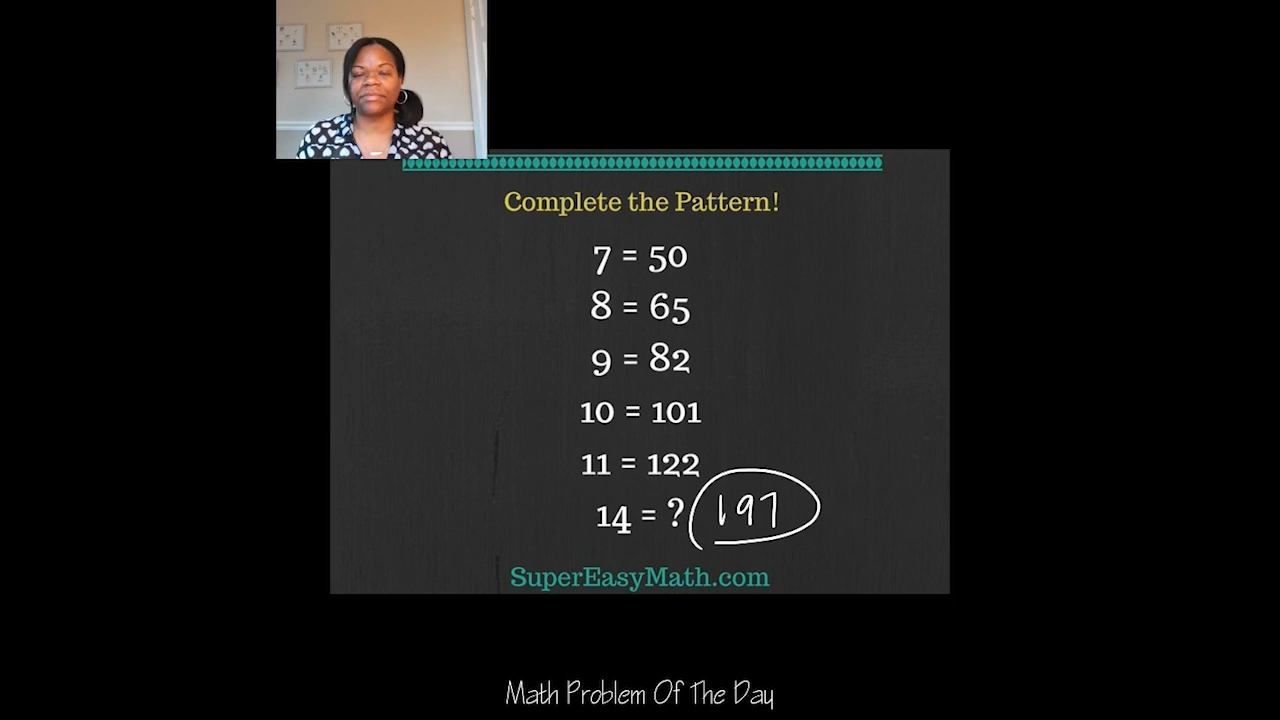 Complete the Pattern!
7 = 50
8 = 65
9 = 82
10 = 101
11 = 122
14 = ? 197
SuperEasyMath.com
Math Problem Of The Day